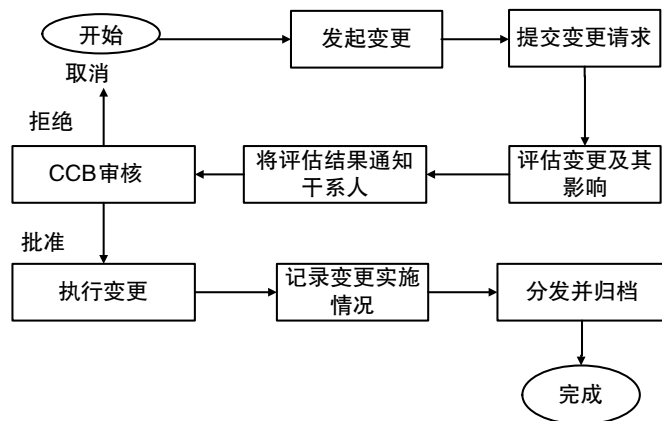 开始
发起变更
提交变更请求
取消
拒绝
CCB审核
将评估结果通知
干系人
评估变更及其
影响
批准
执行变更
记录变更实施
情况
分发并归档
完成